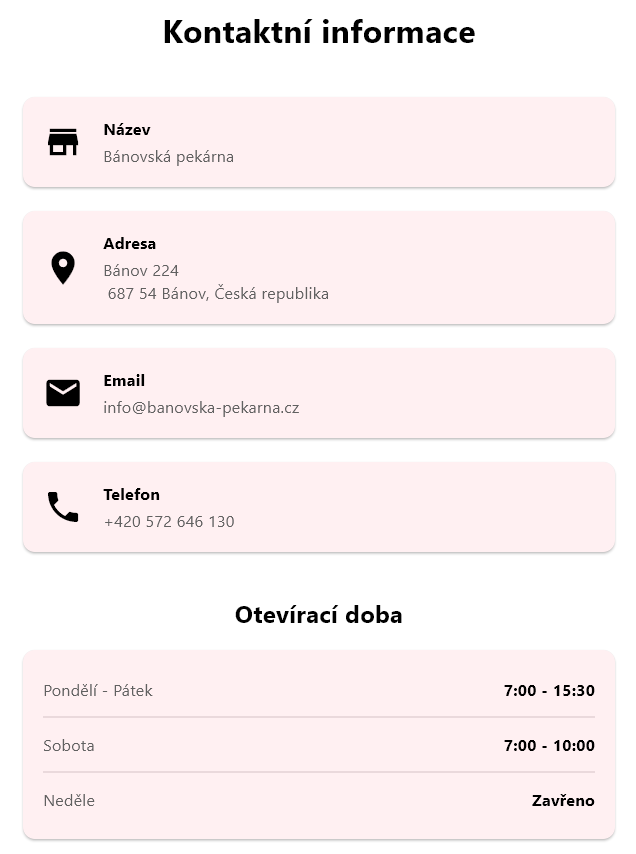 Kontaktní informace
Název
Bánovská pekárna
Adresa
Bánov 224
687 54 Bánov, Česká republika
Email
info@banovska-pekarna.cz
Telefon
+420 572 646 130
Otevírací doba
Pondělí - Pátek 7:00 - 15:30
Sobota 7:00 - 10:00
Neděle Zavřeno